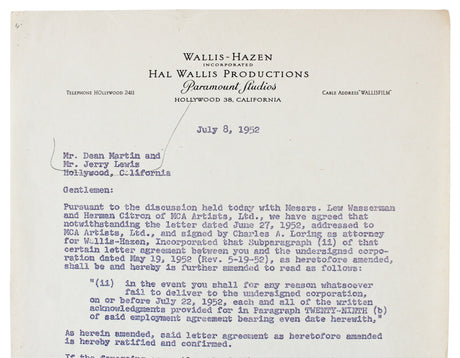 WALLIS-HAZEN
INCORPORATED
HAL WALLIS PRODUCTIONS
Paramount Studios
TELEPHONE HOLLYWOOD 2411 HOLLYWOOD 38, CALIFORNIA CABLE ADDRESS "WALLISFILM"
July 8, 1952
Mr. Dean Martin and
Mr. Jerry Lewis
Hollywood, California
Gentlemen:
Pursuant to the discussion held today with Messrs. Lew Wasserman
and Herman Citron of MCA Artists, Ltd., we have agreed that
notwithstanding the letter dated June 27, 1952, addressed to
MCA Artists, Ltd., and signed by Charles A. Loring as attorney
for Wallis-Hazen, Incorporated that Subparagraph (ii) of that
certain letter agreement between you and the undersigned corpo-
ration dated May 19, 1952 (Rev. 5-19-52), as heretofore amended,
shall be and hereby is further amended to read as follows:
"(ii) in the event you shall for any reason whatsoever
fail to deliver to the undersigned corporation,
on or before July 22, 1952, each and all of the written
acknowledgments provided for in Paragraph TWENTY-NINTH (b)
of said employment agreement bearing even date herewith,"
As herein amended, said letter agreement as heretofore amended
is hereby ratified and confirmed.